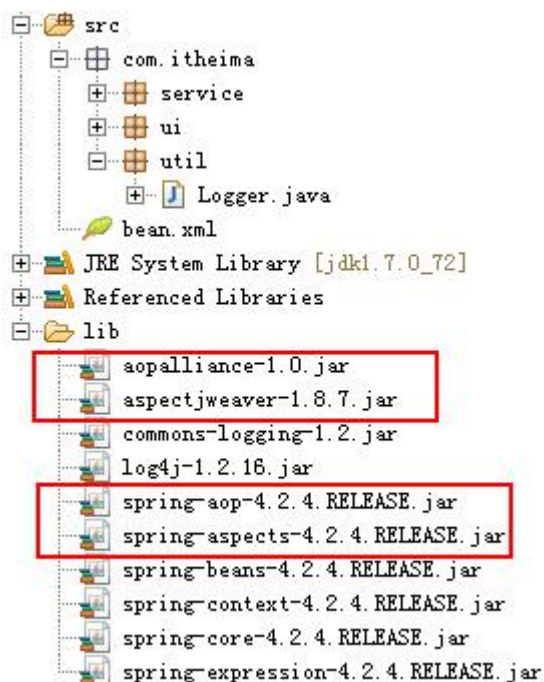 src
com.itheima
service
ui
util
Logger.java
bean.xml
JRE System Library [jdk1.7.0_72]
Referenced Libraries
lib
aopalliance-1.0.jar
aspectjweaver-1.8.7.jar
commons-logging-1.2.jar
log4j-1.2.16.jar
spring-aop-4.2.4.RELEASE.jar
spring-aspects-4.2.4.RELEASE.jar
spring-beans-4.2.4.RELEASE.jar
spring-context-4.2.4.RELEASE.jar
spring-core-4.2.4.RELEASE.jar
spring-expression-4.2.4.RELEASE.jar